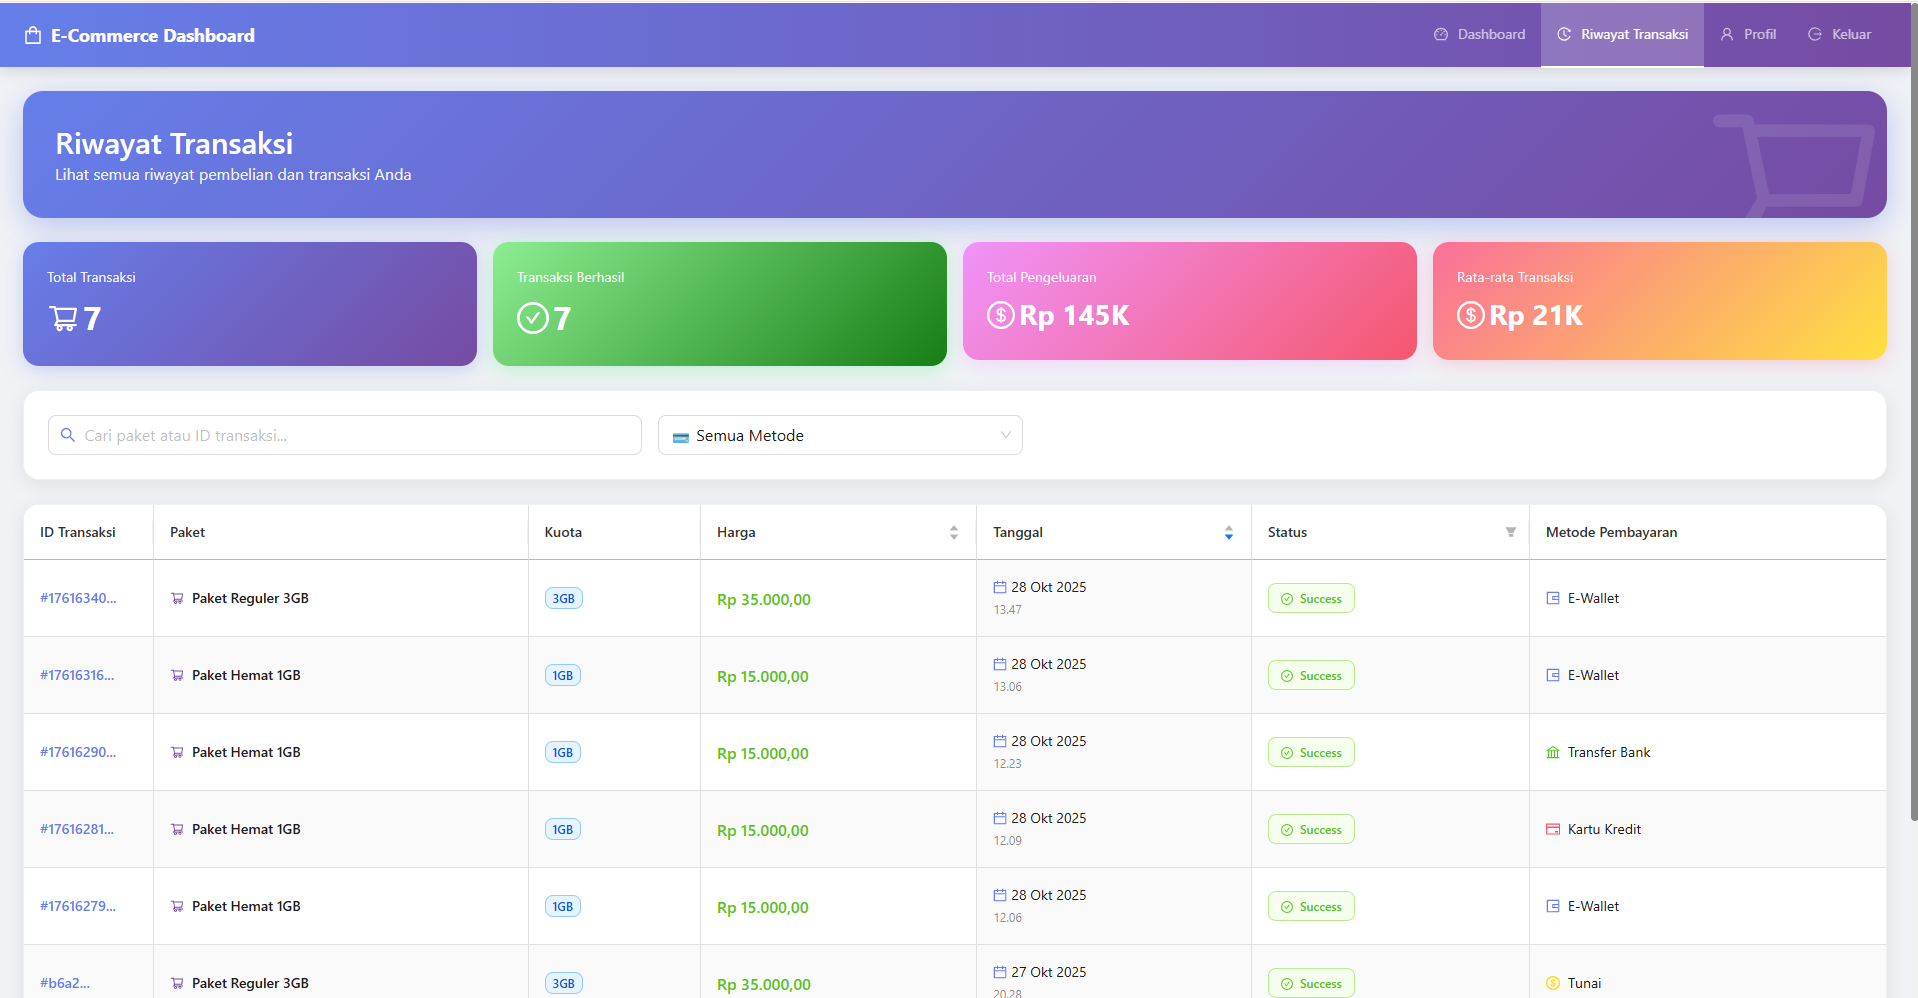 E-Commerce Dashboard
Dashboard
Riwayat Transaksi
Profil
Keluar
Riwayat Transaksi
Lihat semua riwayat pembelian dan transaksi Anda
Total Transaksi
7
Transaksi Berhasil
7
Total Pengeluaran
Rp 145K
Rata-rata Transaksi
Rp 21K
Cari paket atau ID transaksi...
Semua Metode
ID Transaksi Paket Kuota Harga Tanggal Status Metode Pembayaran
#17616340... Paket Reguler 3GB 3GB Rp 35.000,00 28 Okt 2025 Success E-Wallet
13.47
#17616316... Paket Hemat 1GB 1GB Rp 15.000,00 28 Okt 2025 Success E-Wallet
13.06
#17616290... Paket Hemat 1GB 1GB Rp 15.000,00 28 Okt 2025 Success Transfer Bank
12.23
#17616281... Paket Hemat 1GB 1GB Rp 15.000,00 28 Okt 2025 Success Kartu Kredit
12.09
#17616279... Paket Hemat 1GB 1GB Rp 15.000,00 28 Okt 2025 Success E-Wallet
12.06
#b6a2... Paket Reguler 3GB 3GB Rp 35.000,00 27 Okt 2025 Success Tunai
20.28